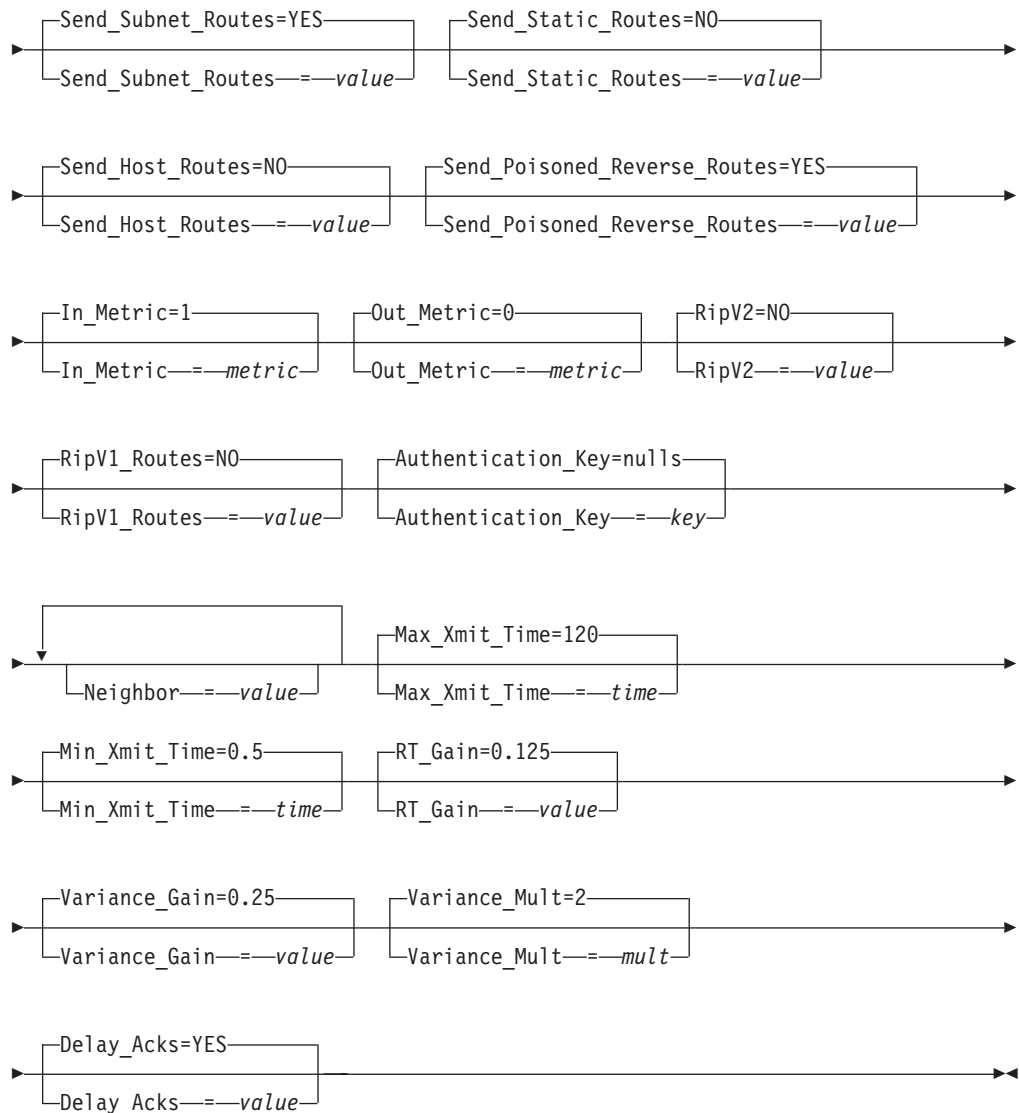 Send_Subnet_Routes=YES Send_Static_Routes=NO
Send_Subnet_Routes = value Send_Static_Routes = value
Send_Host_Routes=NO Send_Poisoned_Reverse_Routes=YES
Send_Host_Routes = value Send_Poisoned_Reverse_Routes = value
In_Metric=1 Out_Metric=0 RipV2=NO
In_Metric = metric Out_Metric = metric RipV2 = value
RipV1_Routes=NO Authentication_Key=nulls
RipV1_Routes = value Authentication_Key = key
Max_Xmit_Time=120
Neighbor = value Max_Xmit_Time = time
Min_Xmit_Time=0.5 RT_Gain=0.125
Min_Xmit_Time = time RT_Gain = value
Variance_Gain=0.25 Variance_Mult=2
Variance_Gain = value Variance_Mult = mult
Delay_Acks=YES
Delay_Acks = value